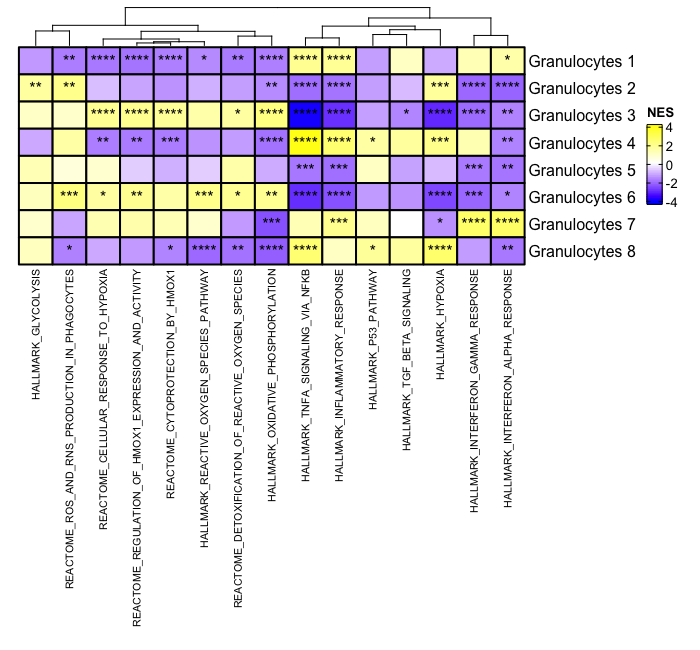 ** **** **** **** * ** **** **** **** * Granulocytes 1
** ** ** **** **** *** **** **** Granulocytes 2
**** **** **** * **** **** **** * **** **** ** Granulocytes 3
** ** *** **** **** **** * *** ** Granulocytes 4
*** *** *** ** Granulocytes 5
*** * ** *** * ** **** **** **** *** * Granulocytes 6
*** *** * **** **** Granulocytes 7
* * **** ** **** **** * **** ** Granulocytes 8
NES
4
2
0
-2
-4
HALLMARK_GLYCOLYSIS
REACTOME_ROS_AND_RNS_PRODUCTION_IN_PHAGOCYTES
REACTOME_CELLULAR_RESPONSE_TO_HYPOXIA
REACTOME_REGULATION_OF_HMOX1_EXPRESSION_AND_ACTIVITY
REACTOME_CYTOPROTECTION_BY_HMOX1
HALLMARK_REACTIVE_OXYGEN_SPECIES_PATHWAY
REACTOME_DETOXIFICATION_OF_REACTIVE_OXYGEN_SPECIES
HALLMARK_OXIDATIVE_PHOSPHORYLATION
HALLMARK_TNFA_SIGNALING_VIA_NFKB
HALLMARK_INFLAMMATORY_RESPONSE
HALLMARK_P53_PATHWAY
HALLMARK_TGF_BETA_SIGNALING
HALLMARK_HYPOXIA
HALLMARK_INTERFERON_GAMMA_RESPONSE
HALLMARK_INTERFERON_ALPHA_RESPONSE